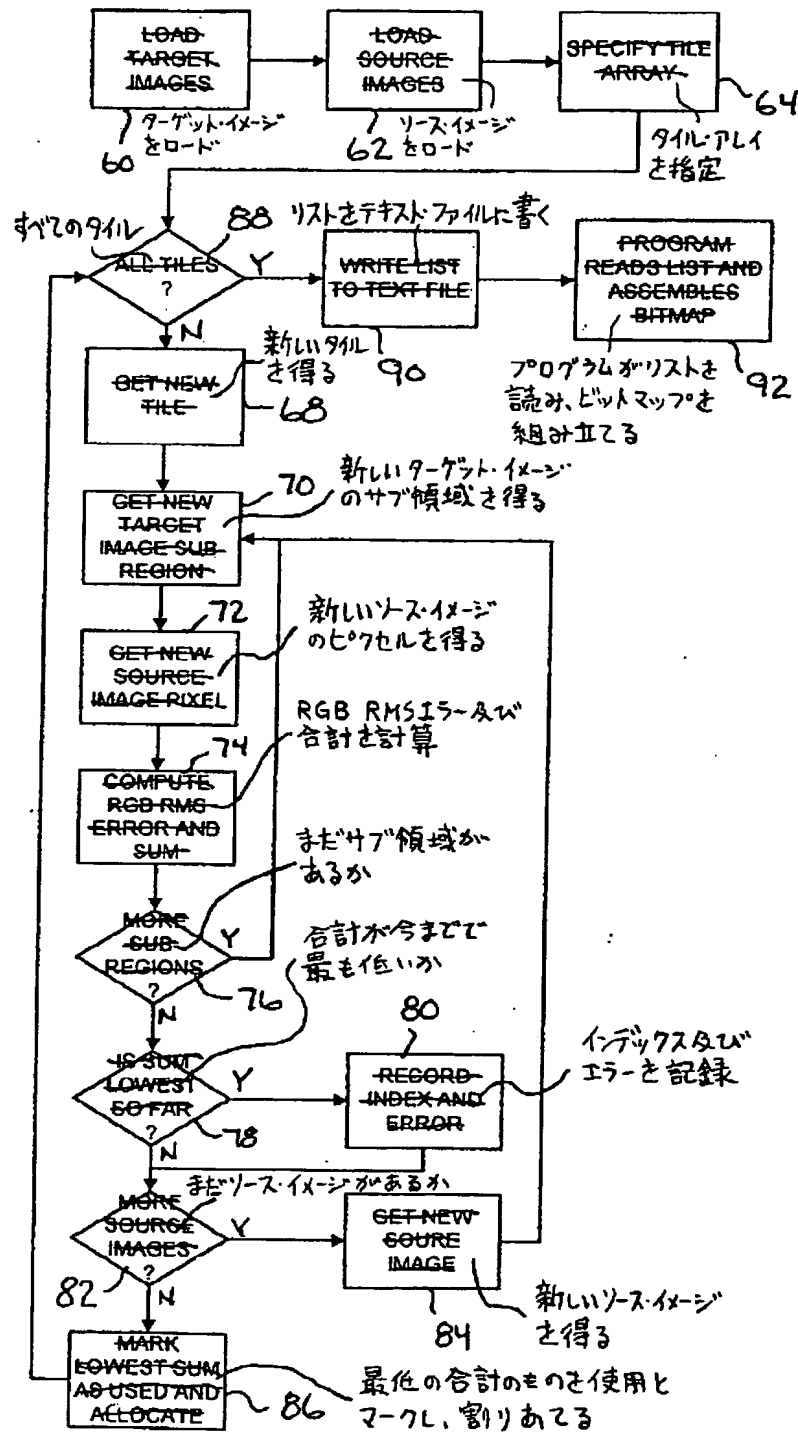 LOAD
TARGET
IMAGES
60
ターゲット・イメージ
をロード
LOAD
SOURCE
IMAGES
62
ソース・イメージ
をロード
SPECIFY TILE
ARRAY
64
タイル・アレイ
を指定
すべてのタイル
88
ALL TILES
?
Y
N
リストをテキスト・ファイルに書く
WRITE LIST
TO TEXT FILE
90
PROGRAM
READS LIST AND
ASSEMBLES
BITMAP
92
プログラムがリストを
読み、ビットマップを
組み立てる
新しいタイル
を得る
GET NEW
TILE
68
70
新しいターゲット・イメージ
のサブ領域を得る
GET NEW
TARGET
IMAGE SUB-
REGION
72
新しいソース・イメージ
のピクセルを得る
GET NEW
SOURCE
IMAGE PIXEL
RGB RMSエラー及び
合計を計算
74
COMPUTE
RGB RMS
ERROR AND
SUM
まだサブ領域が
あるか
MORE
SUB-
REGIONS
?
Y
76
N
合計が今までで
最も低いか
IS SUM
LOWEST
SO FAR
?
Y
78
N
80
RECORD
INDEX AND
ERROR
インデックス及び
エラーを記録
まだソース・イメージがあるか
MORE
SOURCE
IMAGES
?
Y
82
N
GET NEW
SOURE
IMAGE
84
新しいソース・イメージ
を得る
MARK
LOWEST SUM
AS USED AND
ALLOCATE
86
最低の合計のものを使用と
マークし、割りあてる